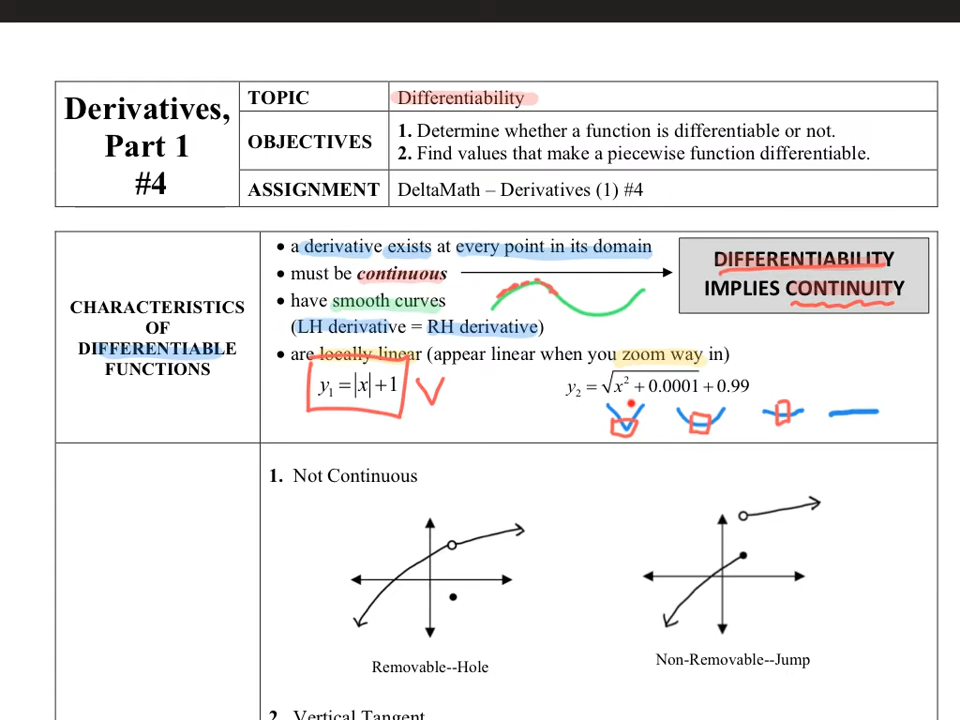 Derivatives,
Part 1
#4
TOPIC
Differentiability
OBJECTIVES
1. Determine whether a function is differentiable or not.
2. Find values that make a piecewise function differentiable.
ASSIGNMENT
DeltaMath – Derivatives (1) #4
CHARACTERISTICS
OF
DIFFERENTIABLE
FUNCTIONS
• a derivative exists at every point in its domain
• must be continuous
• have smooth curves
(LH derivative = RH derivative)
• are locally linear (appear linear when you zoom way in)
y₁ = |x| + 1
y₂ = √(x² + 0.0001) + 0.99
DIFFERENTIABILITY
IMPLIES CONTINUITY
1. Not Continuous
Removable--Hole
Non-Removable--Jump
2. Vertical Tangent